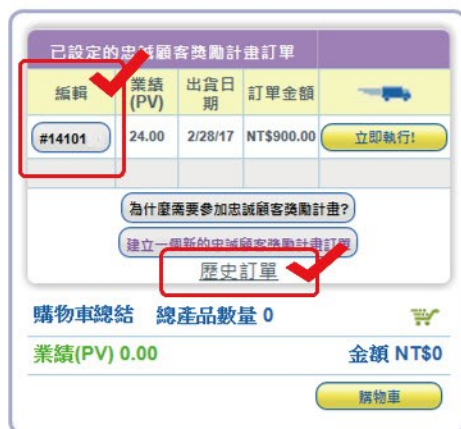 已設定的忠誠顧客獎勵計畫訂單
編輯 業績(PV) 出貨日期 訂單金額
#14101 24.00 2/28/17 NT$900.00 立即執行!
為什麼需要參加忠誠顧客獎勵計畫?
建立一個新的忠誠顧客獎勵計畫訂單
歷史訂單
購物車總結 總產品數量 0
業績(PV) 0.00 金額 NT$0
購物車